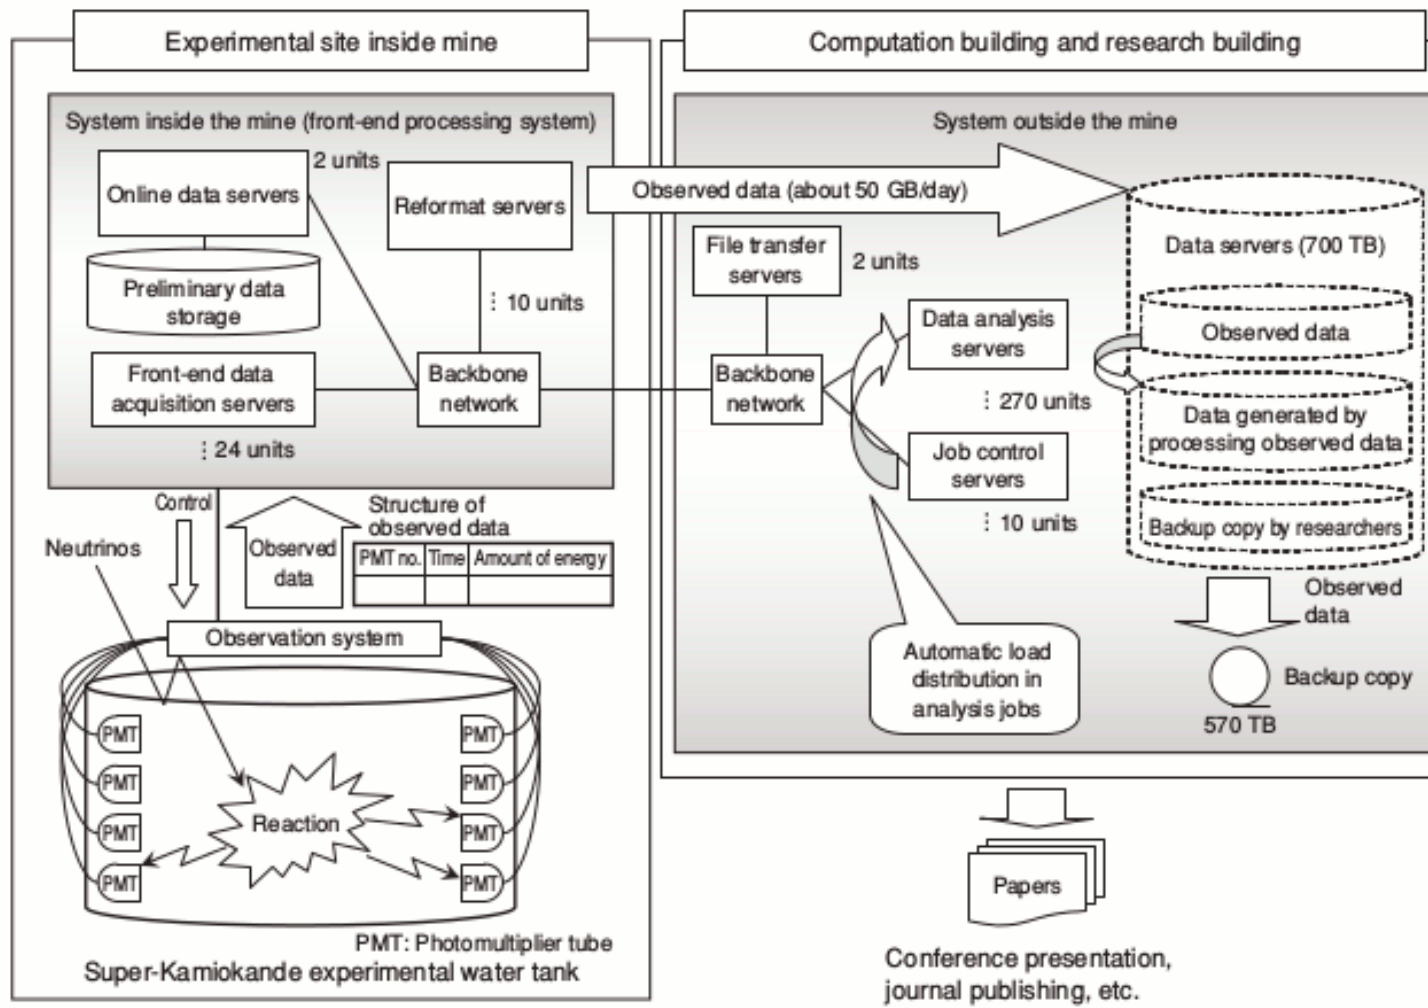 Experimental site inside mine
System inside the mine (front-end processing system)
Online data servers
2 units
Reformat servers
Preliminary data
storage
⋮ 10 units
Front-end data
acquisition servers
Backbone
network
⋮ 24 units
Control
Observed
data
Structure of
observed data
PMT no. Time Amount of energy
Neutrinos
Observation system
PMT
PMT
PMT
PMT
PMT
PMT
PMT
PMT
Reaction
PMT: Photomultiplier tube
Super-Kamiokande experimental water tank
Computation building and research building
System outside the mine
Observed data (about 50 GB/day)
File transfer
servers
2 units
Backbone
network
Data analysis
servers
⋮ 270 units
Job control
servers
⋮ 10 units
Automatic load
distribution in
analysis jobs
Data servers (700 TB)
Observed data
Data generated by
processing observed data
Backup copy by researchers
Observed
data
Backup copy
570 TB
Papers
Conference presentation,
journal publishing, etc.